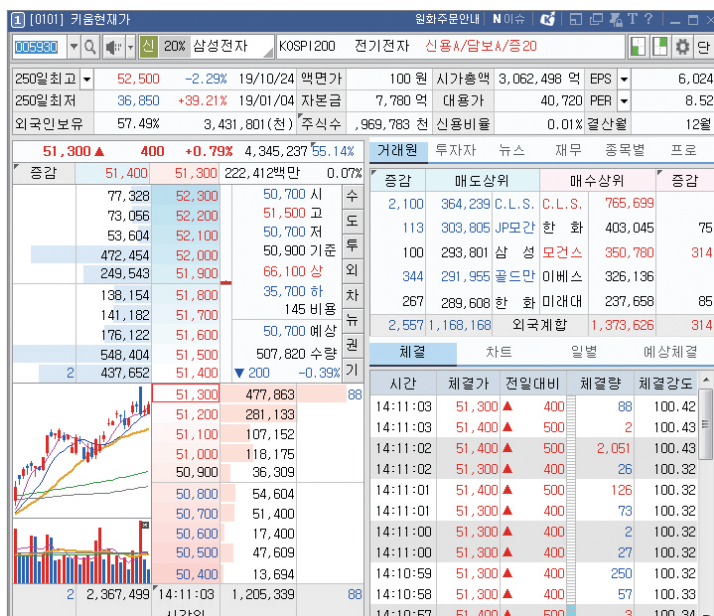 1 [0101] 키움현재가 원화주문안내 N이슈 T ?
005930 신 20% 삼성전자 KOSPI200 전기전자 신용A/담보A/증20 단
250일최고 52,500 -2.29% 19/10/24 액면가 100 원 시가총액 3,062,498 억 EPS 6,024
250일최저 36,850 +39.21% 19/01/04 자본금 7,780 억 대용가 40,720 PER 8.52
외국인보유 57.49% 3,431,801(천) 주식수 ,969,783 천 신용비율 0.01% 결산월 12월
51,300 ▲ 400 +0.79% 4,345,237 55.14%
증감 51,400 51,300 222,412백만 0.07%
77,328 52,300 50,700 시 수
73,056 52,200 51,500 고 도
53,604 52,100 50,700 저
472,454 52,000 50,900 기준 투
249,543 51,900 66,100 상 외
138,154 51,800 35,700 하 차
141,182 51,700 145 비용 뉴
176,122 51,600 50,700 예상
548,404 51,500 507,820 수량 권
2 437,652 51,400 ▼ 200 -0.39% 기
51,300 477,863 88
51,200 281,133
51,100 107,152
51,000 118,175
50,900 36,309
50,800 54,604
50,700 51,400
50,600 17,400
50,500 47,609
50,400 13,694
2 2,367,499 14:11:03 1,205,339 88
시간외
거래원 투자자 뉴스 재무 종목별 프로
증감 매도상위 매수상위 증감
2,100 364,239 C.L.S. C.L.S. 765,699
113 303,805 JP모간 한 화 403,045 75
100 293,801 삼 성 모건스 350,780 314
344 291,955 골드만 이베스 326,136
267 289,608 한 화 미래대 237,658 85
2,557 1,168,168 외국계합 1,373,626 314
체결 차트 일별 예상체결
시간 체결가 전일대비 체결량 체결강도
14:11:03 51,300 ▲ 400 88 100.42
14:11:03 51,400 ▲ 500 2 100.43
14:11:02 51,400 ▲ 500 2,051 100.43
14:11:02 51,300 ▲ 400 26 100.32
14:11:01 51,400 ▲ 500 126 100.32
14:11:01 51,300 ▲ 400 73 100.32
14:11:00 51,300 ▲ 400 2 100.32
14:11:00 51,300 ▲ 400 27 100.32
14:10:59 51,300 ▲ 400 250 100.32
14:10:58 51,300 ▲ 400 57 100.33
14:10:57 51,400 ▲ 500 3 100.34